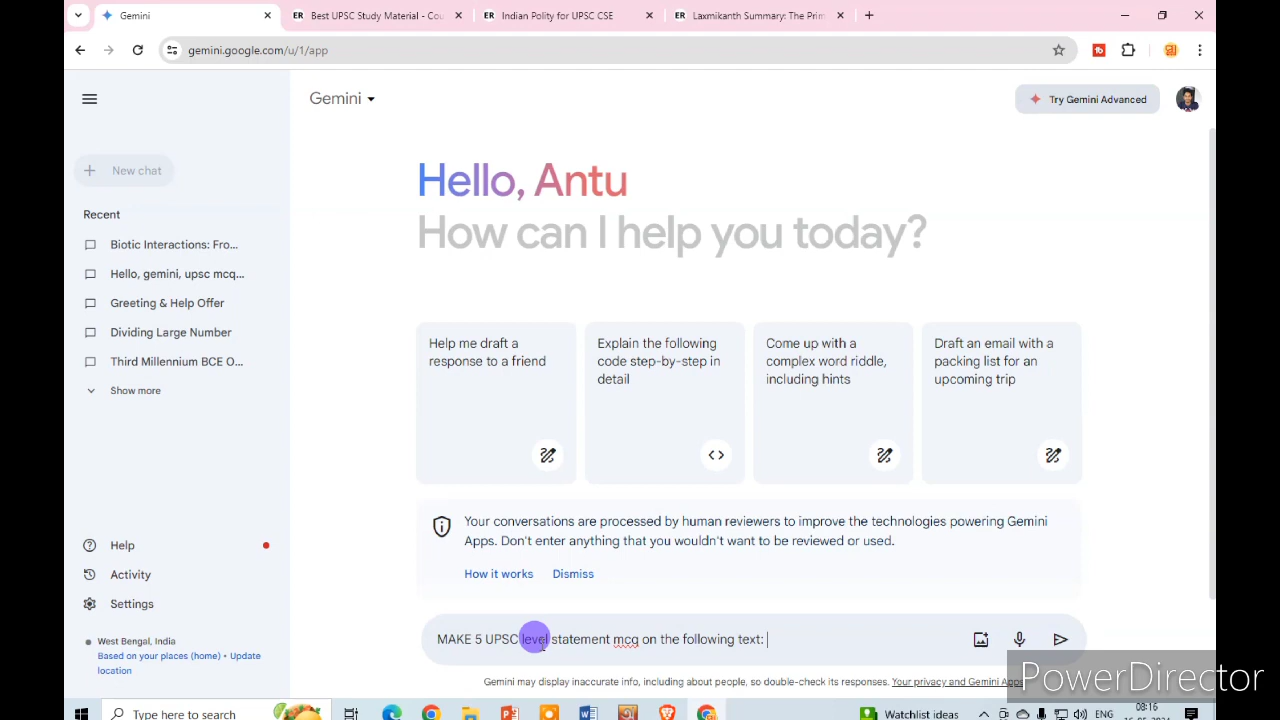 Gemini
ER Best UPSC Study Material - Cou
ER Indian Polity for UPSC CSE
ER Laxmikanth Summary: The Prim
gemini.google.com/u/1/app
Gemini
Try Gemini Advanced
New chat
Hello, Antu
How can I help you today?
Recent
Biotic Interactions: Fro...
Hello, gemini, upsc mcq...
Greeting & Help Offer
Dividing Large Number
Third Millennium BCE O...
Show more
Help me draft a
response to a friend
Explain the following
code step-by-step in
detail
Come up with a
complex word riddle,
including hints
Draft an email with a
packing list for an
upcoming trip
Your conversations are processed by human reviewers to improve the technologies powering Gemini
Apps. Don't enter anything that you wouldn't want to be reviewed or used.
How it works Dismiss
Help
Activity
Settings
West Bengal, India
Based on your places (home) • Update
location
MAKE 5 UPSC level statement mcq on the following text:
Gemini may display inaccurate info, including about people, so double-check its responses. Your privacy and Gemini Apps
PowerDirector
Type here to search
Watchlist ideas
ENG
08:16